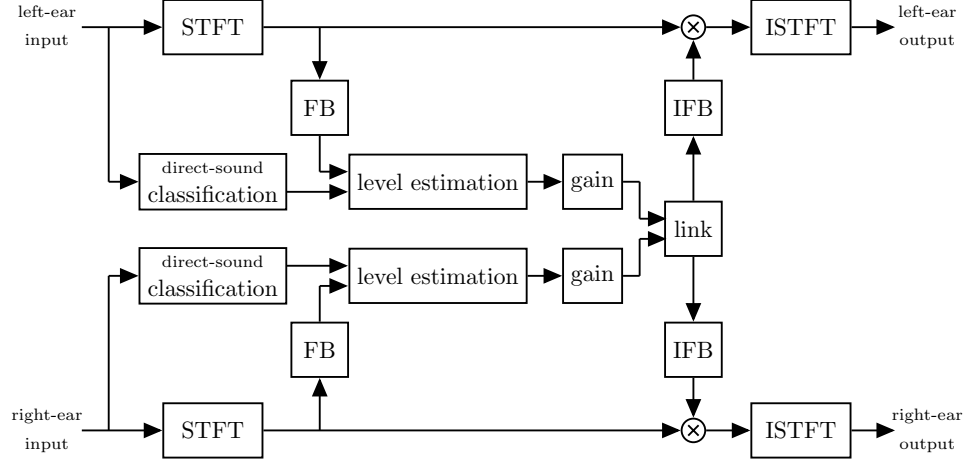 left-ear
input
STFT
ISTFT
left-ear
output
FB
IFB
direct-sound
classification
level estimation
gain
link
direct-sound
classification
level estimation
gain
FB
IFB
right-ear
input
STFT
ISTFT
right-ear
output